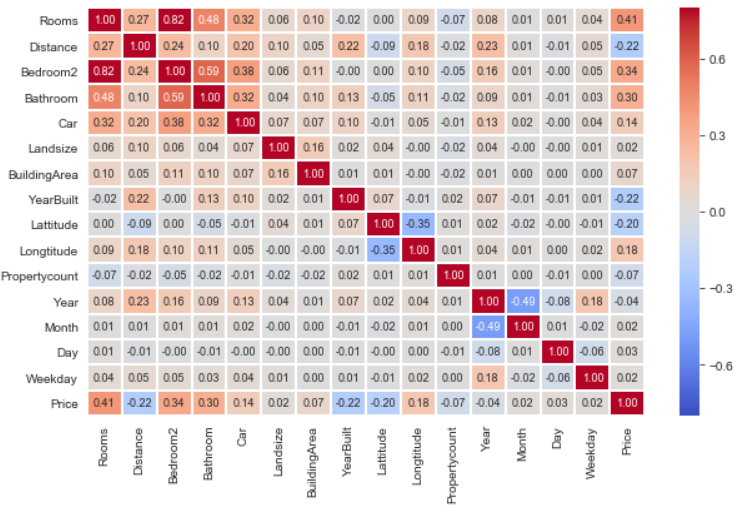 Rooms 1.00 0.27 0.82 0.48 0.32 0.06 0.10 -0.02 0.00 0.09 -0.07 0.08 0.01 0.01 0.04 0.41
Distance 0.27 1.00 0.24 0.10 0.20 0.10 0.05 0.22 -0.09 0.18 -0.02 0.23 0.01 -0.01 0.05 -0.22
Bedroom2 0.82 0.24 1.00 0.59 0.38 0.06 0.11 -0.00 0.00 0.10 -0.05 0.16 0.01 -0.00 0.05 0.34
Bathroom 0.48 0.10 0.59 1.00 0.32 0.04 0.10 0.13 -0.05 0.11 -0.02 0.09 0.01 -0.01 0.03 0.30
Car 0.32 0.20 0.38 0.32 1.00 0.07 0.07 0.10 -0.01 0.05 -0.01 0.13 0.02 -0.00 0.04 0.14
Landsize 0.06 0.10 0.06 0.04 0.07 1.00 0.16 0.02 0.04 -0.00 -0.02 0.04 -0.00 -0.00 0.01 0.02
BuildingArea 0.10 0.05 0.11 0.10 0.07 0.16 1.00 0.01 0.01 -0.00 -0.02 0.01 0.00 0.00 0.00 0.07
YearBuilt -0.02 0.22 -0.00 0.13 0.10 0.02 0.01 1.00 0.07 -0.01 0.02 0.07 -0.01 0.01 -0.01 -0.22
Lattitude 0.00 -0.09 0.00 -0.05 -0.01 0.04 0.01 0.07 1.00 -0.35 0.01 0.02 -0.02 -0.00 -0.01 -0.20
Longtitude 0.09 0.18 0.10 0.11 0.05 -0.00 -0.00 -0.01 -0.35 1.00 0.01 0.04 0.01 0.00 0.02 0.18
Propertycount -0.07 -0.02 -0.05 -0.02 -0.01 -0.02 -0.02 0.02 0.01 0.01 1.00 0.01 0.00 -0.01 0.00 -0.07
Year 0.08 0.23 0.16 0.09 0.13 0.04 0.01 0.07 0.02 0.04 0.01 1.00 -0.49 -0.08 0.18 -0.04
Month 0.01 0.01 0.01 0.01 0.02 -0.00 0.00 -0.01 -0.02 0.01 0.00 -0.49 1.00 0.01 -0.02 0.02
Day 0.01 -0.01 -0.00 -0.01 -0.00 -0.00 0.00 0.01 -0.00 0.00 -0.01 -0.08 0.01 1.00 -0.06 0.03
Weekday 0.04 0.05 0.05 0.03 0.04 0.01 0.00 -0.01 -0.01 0.02 0.00 0.18 -0.02 -0.06 1.00 0.02
Price 0.41 -0.22 0.34 0.30 0.14 0.02 0.07 -0.22 -0.20 0.18 -0.07 -0.04 0.02 0.03 0.02 1.00
Rooms Distance Bedroom2 Bathroom Car Landsize BuildingArea YearBuilt Lattitude Longtitude Propertycount Year Month Day Weekday Price
0.6
0.3
0.0
−0.3
−0.6